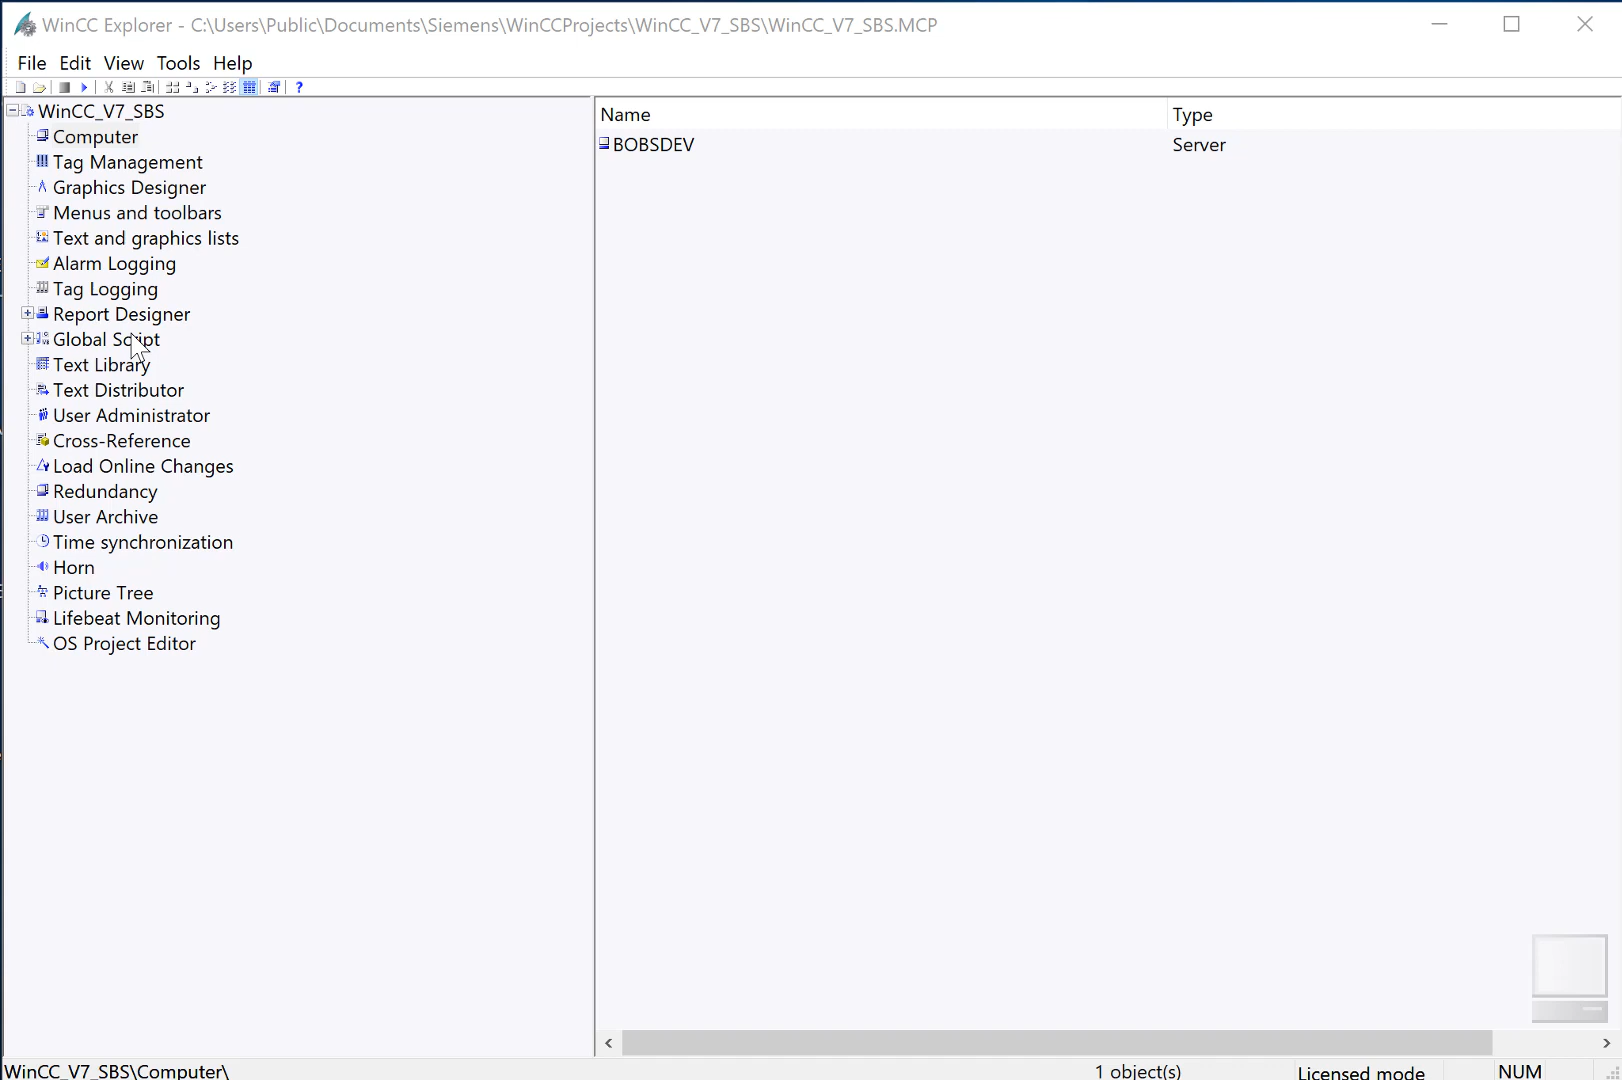 WinCC Explorer - C:\Users\Public\Documents\Siemens\WinCCProjects\WinCC_V7_SBS\WinCC_V7_SBS.MCP
File Edit View Tools Help
WinCC_V7_SBS
Computer
Tag Management
Graphics Designer
Menus and toolbars
Text and graphics lists
Alarm Logging
Tag Logging
Report Designer
Global Script
Text Library
Text Distributor
User Administrator
Cross-Reference
Load Online Changes
Redundancy
User Archive
Time synchronization
Horn
Picture Tree
Lifebeat Monitoring
OS Project Editor
Name Type
BOBSDEV Server
WinCC_V7_SBS\Computer\ 1 object(s) Licensed mode NUM